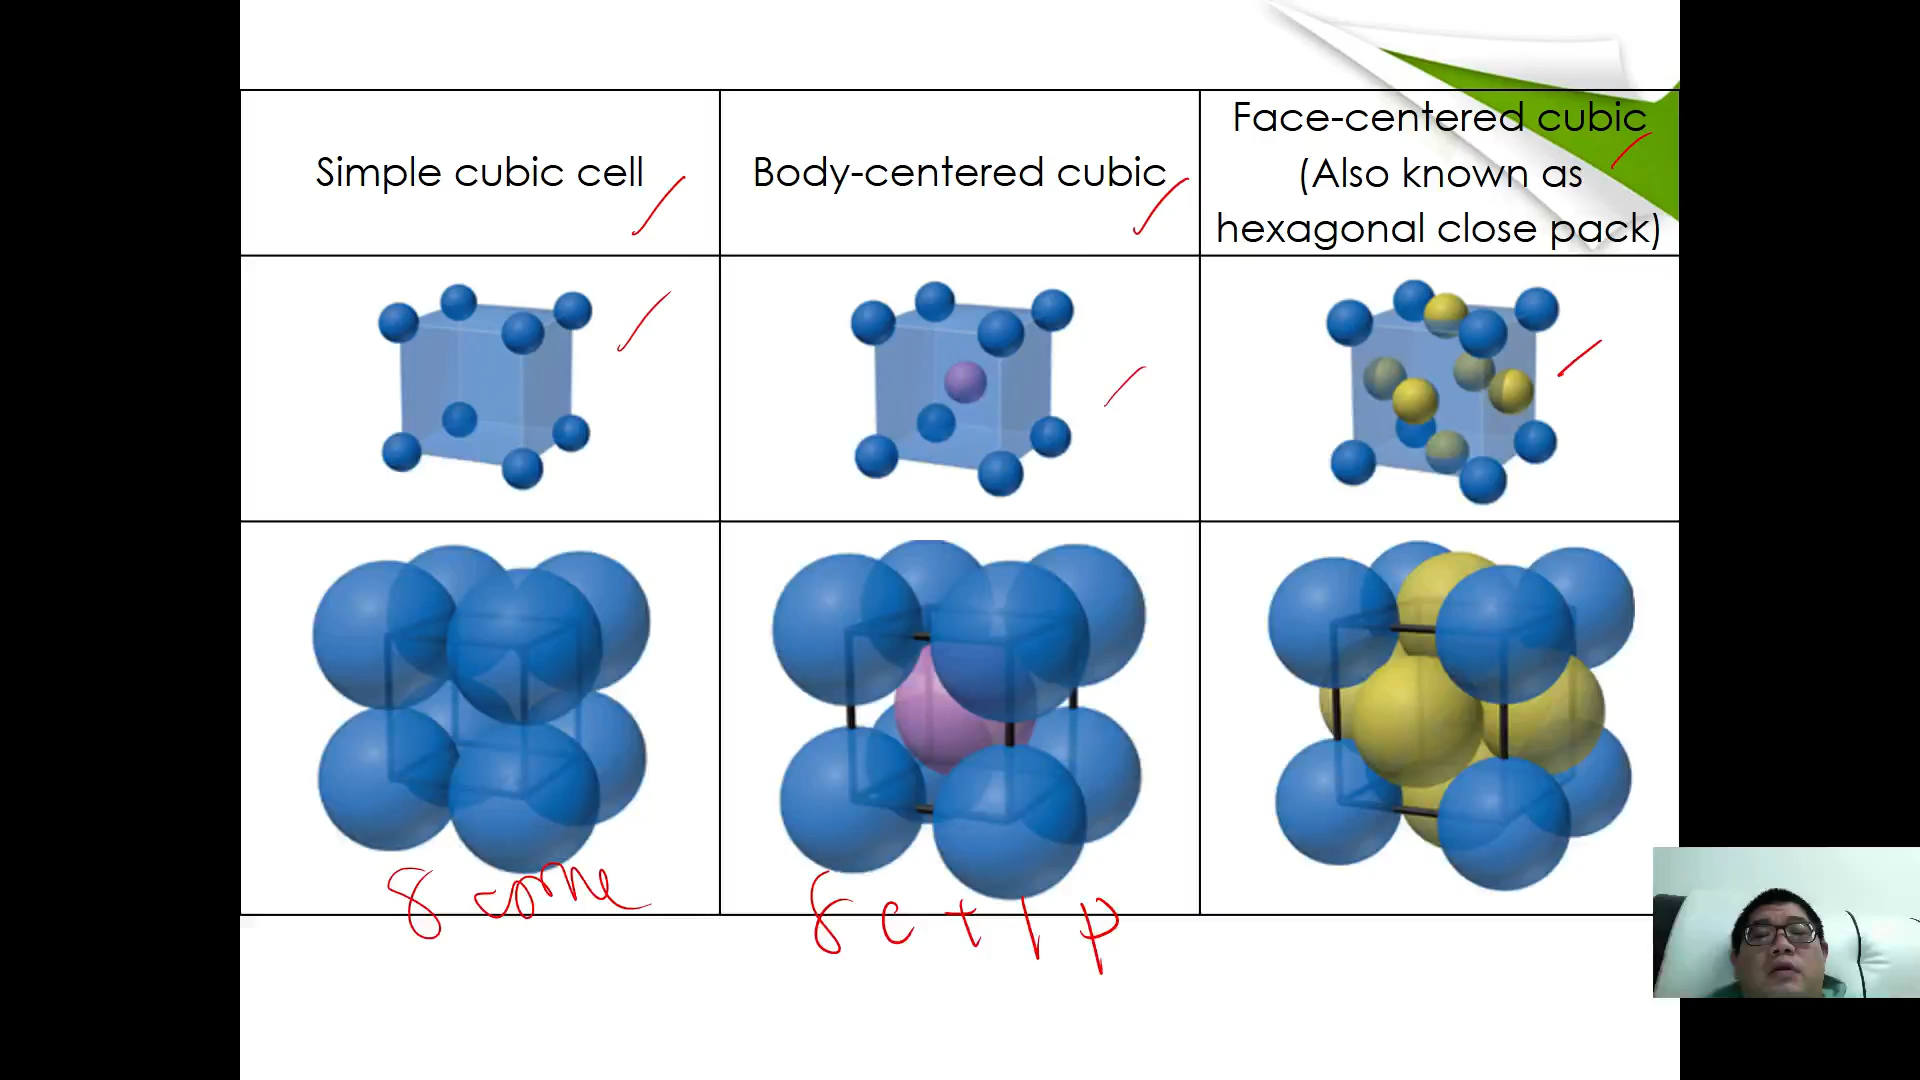 Simple cubic cell
Body-centered cubic
Face-centered cubic
(Also known as
hexagonal close pack)
8 corne
8 c + 1 p